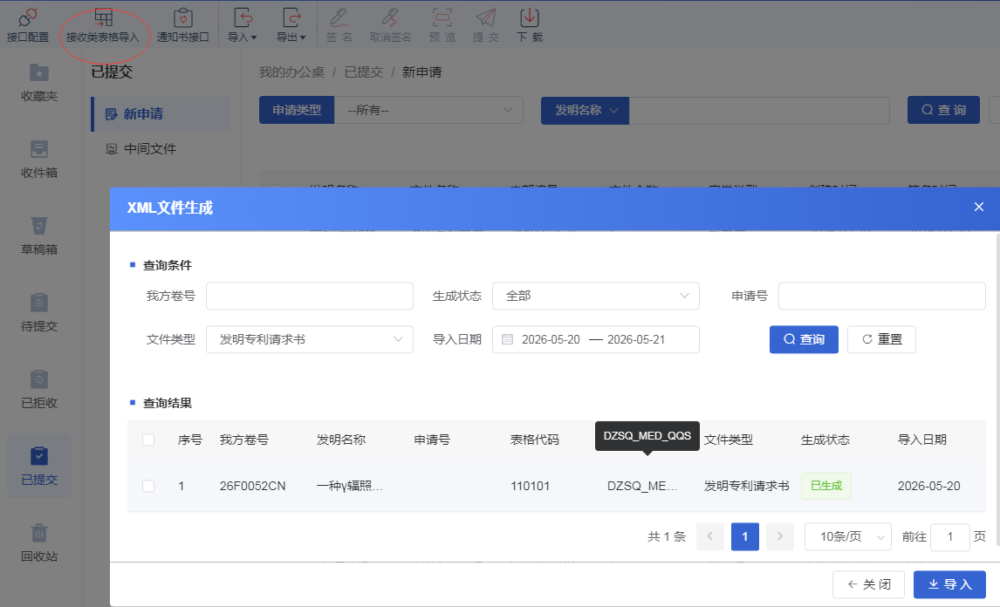 接口配置 接收类表格导入 通知书接口 导入 导出 签 名 取消签名 预 览 提 交 下 载
收藏夹
收件箱
草稿箱
待提交
已拒收
已提交
回收站
已提交
新申请
中间文件
我的办公桌 / 已提交 / 新申请
申请类型 --所有-- 发明名称 查 询
XML文件生成
查询条件
我方卷号 生成状态 全部 申请号
文件类型 发明专利请求书 导入日期 2026-05-20 — 2026-05-21 查询 重置
查询结果
DZSQ_MED_QQS
序号 我方卷号 发明名称 申请号 表格代码 文件类型 生成状态 导入日期
1 26F0052CN 一种γ辐照... 110101 DZSQ_ME... 发明专利请求书 已生成 2026-05-20
共 1 条 1 10条/页 前往 1 页
关 闭 导 入